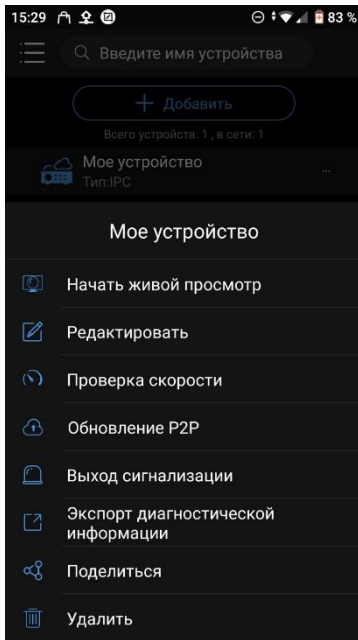 15:29 83 %
Введите имя устройства
Добавить
Всего устройств: 1 , в сети: 1
Мое устройство
Тип:IPC
Мое устройство
Начать живой просмотр
Редактировать
Проверка скорости
Обновление P2P
Выход сигнализации
Экспорт диагностической
информации
Поделиться
Удалить